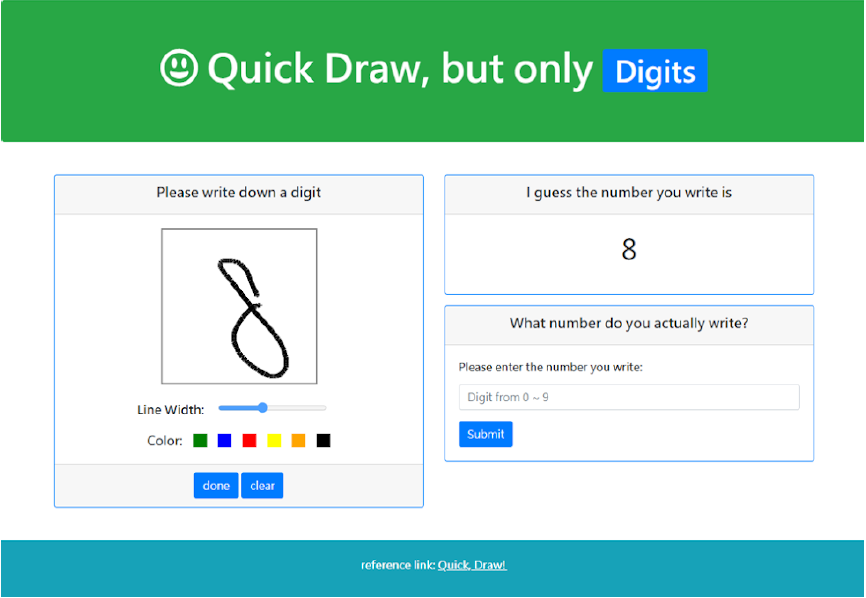 Quick Draw, but only Digits
Please write down a digit
8
Line Width:
Color:
done clear
I guess the number you write is
8
What number do you actually write?
Please enter the number you write:
Digit from 0 ~ 9
Submit
reference link: Quick, Draw!